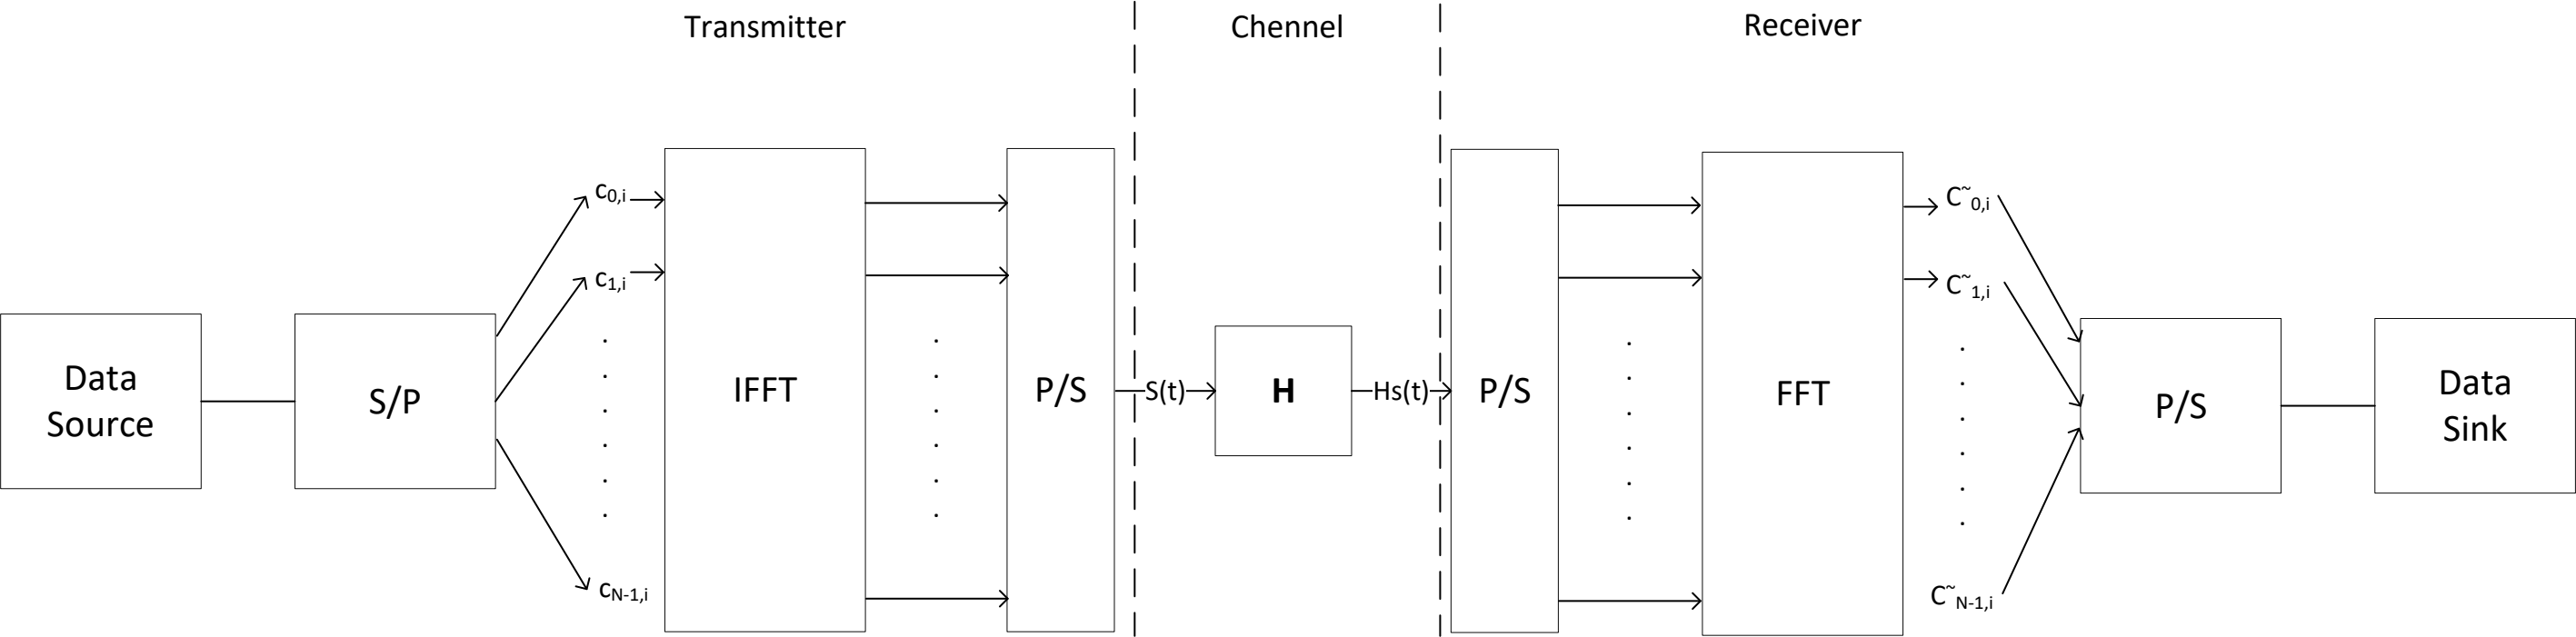 Transmitter
Chennel
Receiver
Data
Source
S/P
c0,i
c1,i
cN-1,i
IFFT
P/S
S(t)
H
Hs(t)
P/S
FFT
C~0,i
C~1,i
C~N-1,i
P/S
Data
Sink